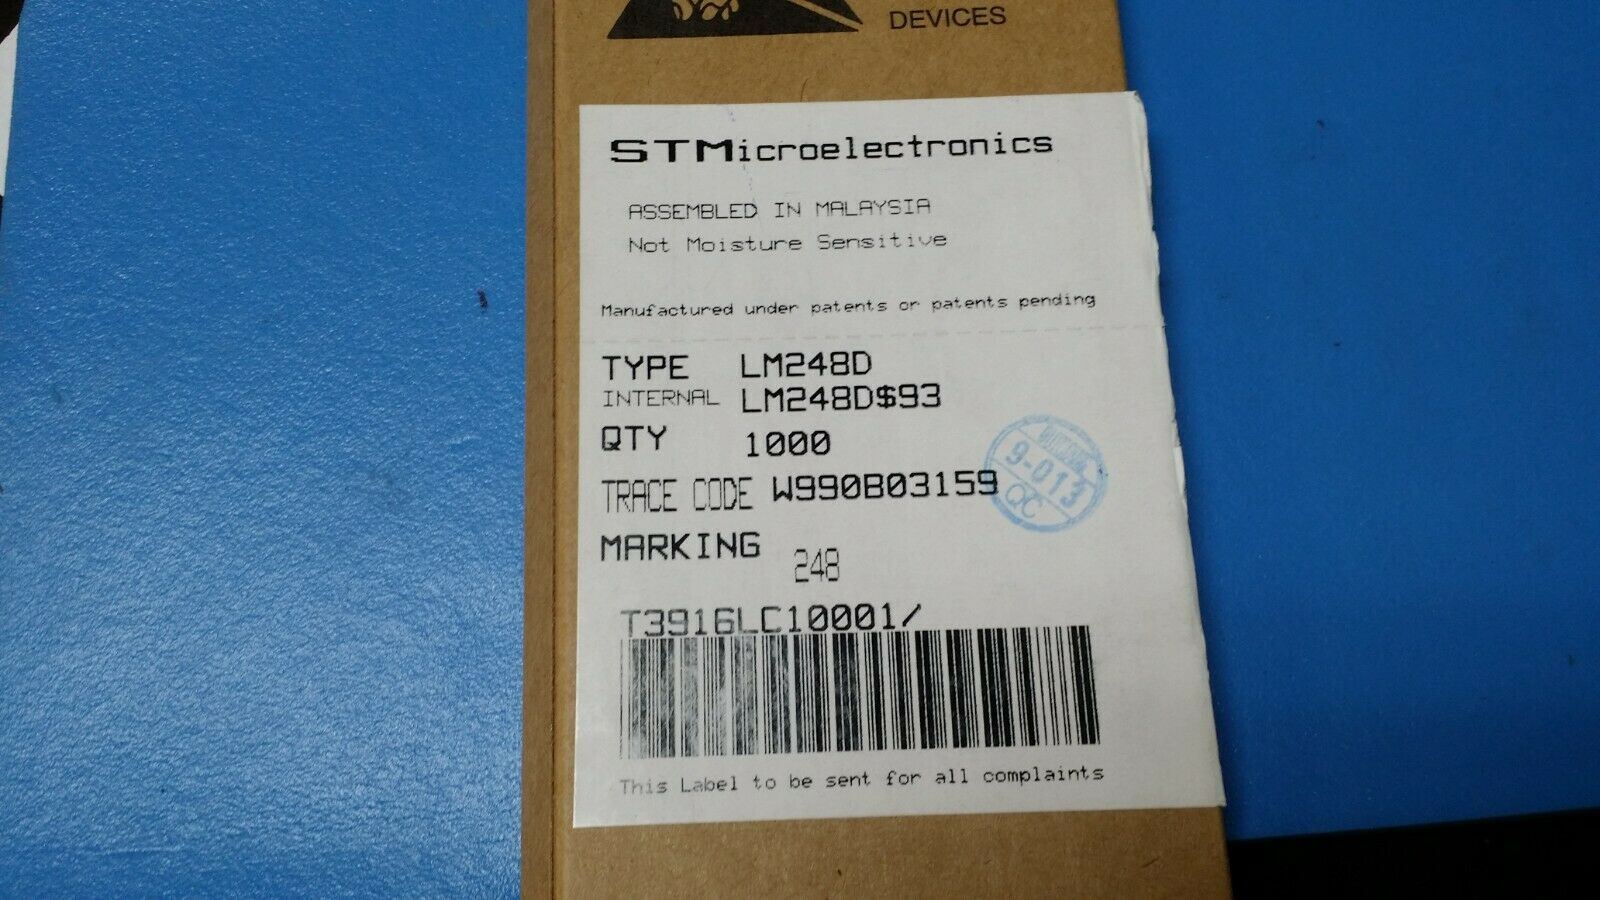 DEVICES
STMicroelectronics
ASSEMBLED IN MALAYSIA
Not Moisture Sensitive
Manufactured under patents or patents pending
TYPE LM248D
INTERNAL LM248D$93
QTY 1000
TRACE CODE W990B03159
9-013
QC
MARKING 248
T3916LC10001/
This Label to be sent for all complaints